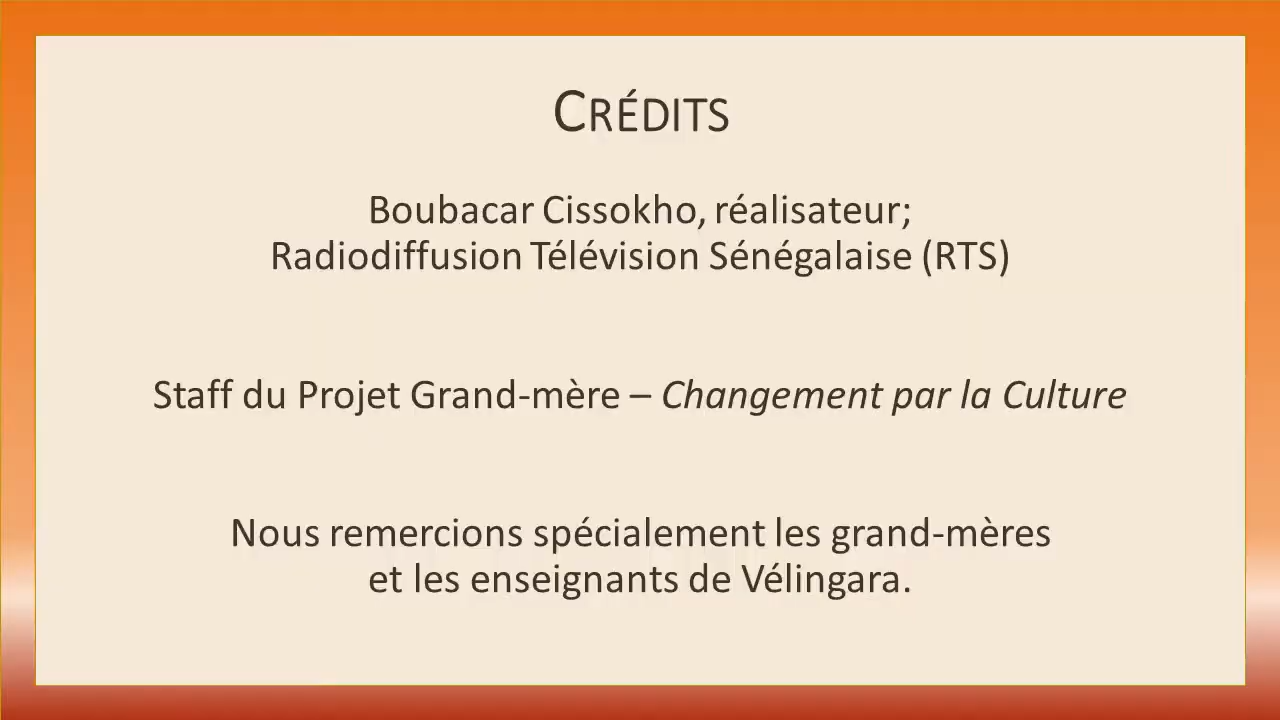 CRÉDITS
Boubacar Cissokho, réalisateur;
Radiodiffusion Télévision Sénégalaise (RTS)
Staff du Projet Grand-mère – Changement par la Culture
Nous remercions spécialement les grand-mères
et les enseignants de Vélingara.